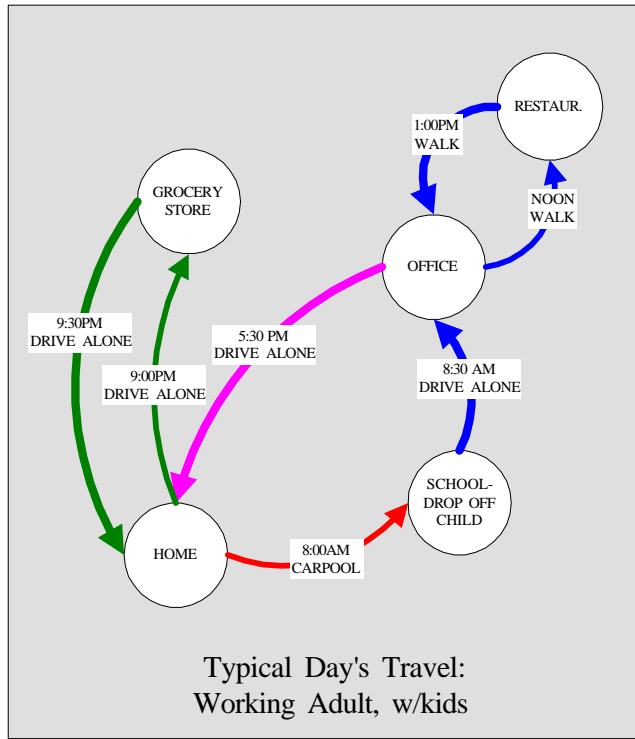 RESTAUR.
1:00PM
WALK
NOON
WALK
GROCERY
STORE
OFFICE
9:30PM
DRIVE ALONE
9:00PM
DRIVE ALONE
5:30 PM
DRIVE ALONE
8:30 AM
DRIVE ALONE
SCHOOL-
DROP OFF
CHILD
HOME
8:00AM
CARPOOL
Typical Day's Travel:
Working Adult, w/kids